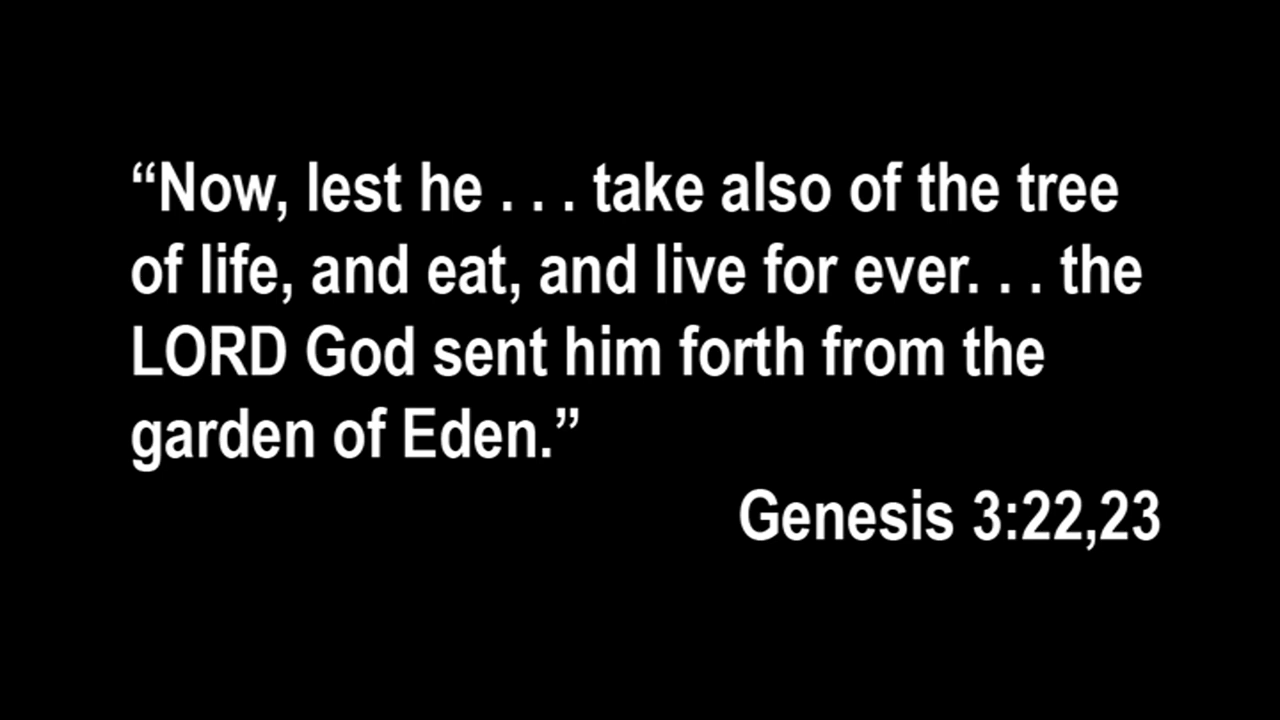 “Now, lest he . . . take also of the tree
of life, and eat, and live for ever. . . the
LORD God sent him forth from the
garden of Eden.”
Genesis 3:22,23